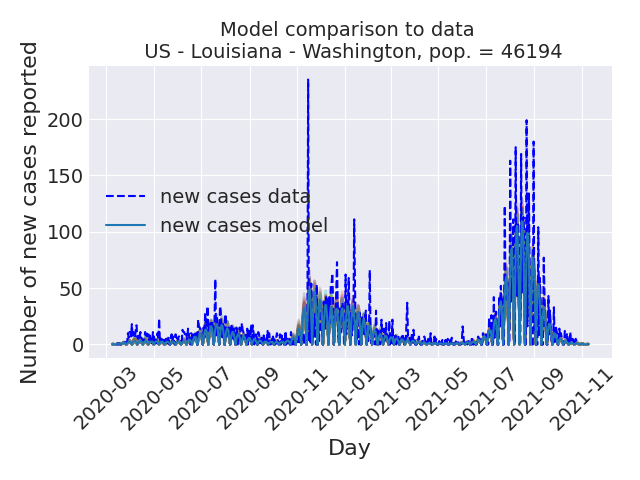 Model comparison to data
US - Louisiana - Washington, pop. = 46194
Number of new cases reported
200
150
100
50
0
new cases data
new cases model
2020-03
2020-05
2020-07
2020-09
2020-11
2021-01
2021-03
2021-05
2021-07
2021-09
2021-11
Day